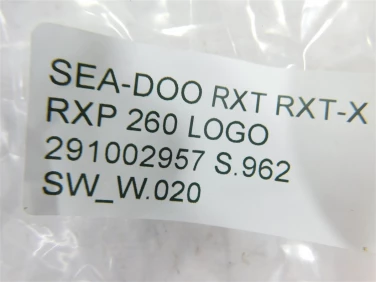 SEA-DOO RXT RXT-X
RXP 260 LOGO
291002957 S.962
SW_W.020